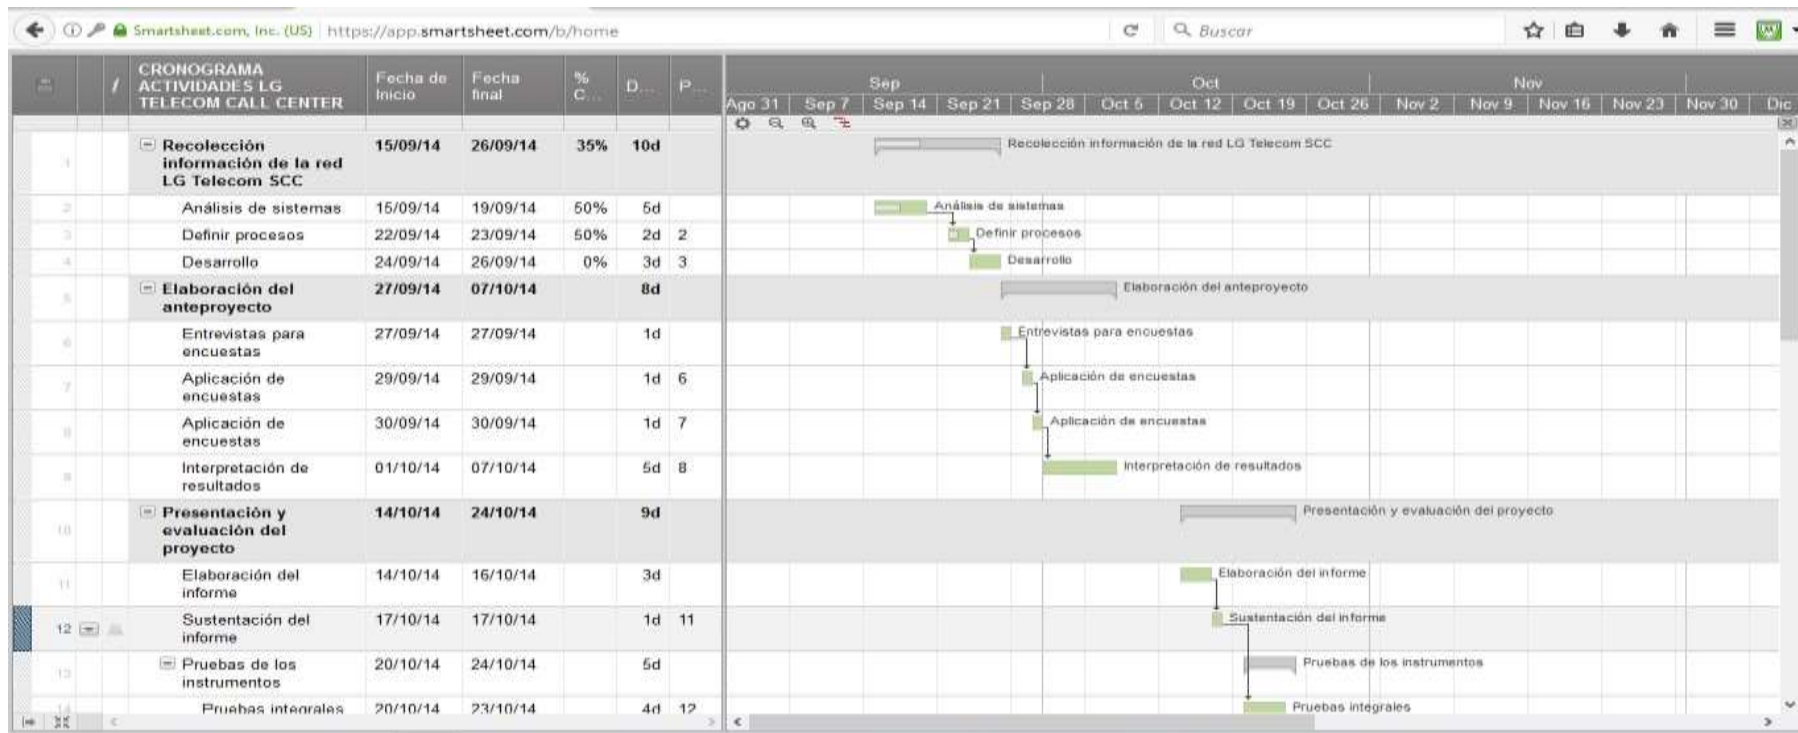 Smartsheet.com, Inc. (US) https://app.smartsheet.com/b/home
Buscar
CRONOGRAMA
ACTIVIDADES LG
TELECOM CALL CENTER
Fecha de
Inicio
Fecha
final
%
C...
D...
P...
Sep Oct Nov
Ago 31 Sep 7 Sep 14 Sep 21 Sep 28 Oct 5 Oct 12 Oct 19 Oct 26 Nov 2 Nov 9 Nov 16 Nov 23 Nov 30 Dic
1 Recolección 15/09/14 26/09/14 35% 10d
información de la red
LG Telecom SCC
Recolección información de la red LG Telecom SCC
2 Análisis de sistemas 15/09/14 19/09/14 50% 5d
Análisis de sistemas
3 Definir procesos 22/09/14 23/09/14 50% 2d 2
Definir procesos
4 Desarrollo 24/09/14 26/09/14 0% 3d 3
Desarrollo
5 Elaboración del 27/09/14 07/10/14 8d
anteproyecto
Elaboración del anteproyecto
6 Entrevistas para 27/09/14 27/09/14 1d
encuestas
Entrevistas para encuestas
7 Aplicación de 29/09/14 29/09/14 1d 6
encuestas
Aplicación de encuestas
8 Aplicación de 30/09/14 30/09/14 1d 7
encuestas
Aplicación de encuestas
9 Interpretación de 01/10/14 07/10/14 5d 8
resultados
Interpretación de resultados
10 Presentación y 14/10/14 24/10/14 9d
evaluación del
proyecto
Presentación y evaluación del proyecto
11 Elaboración del 14/10/14 16/10/14 3d
informe
Elaboración del informe
12 Sustentación del 17/10/14 17/10/14 1d 11
informe
Sustentación del informe
13 Pruebas de los 20/10/14 24/10/14 5d
instrumentos
Pruebas de los instrumentos
14 Pruebas integrales 20/10/14 23/10/14 4d 12
Pruebas integrales